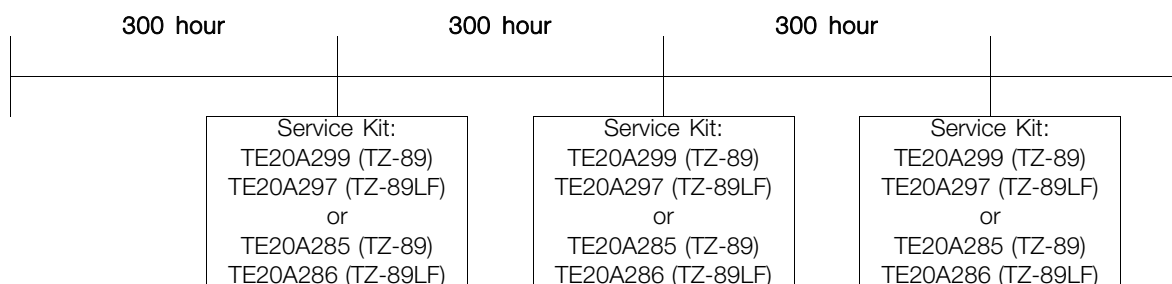 300 hour
300 hour
300 hour
Service Kit:
TE20A299 (TZ-89)
TE20A297 (TZ-89LF)
or
TE20A285 (TZ-89)
TE20A286 (TZ-89LF)
Service Kit:
TE20A299 (TZ-89)
TE20A297 (TZ-89LF)
or
TE20A285 (TZ-89)
TE20A286 (TZ-89LF)
Service Kit:
TE20A299 (TZ-89)
TE20A297 (TZ-89LF)
or
TE20A285 (TZ-89)
TE20A286 (TZ-89LF)